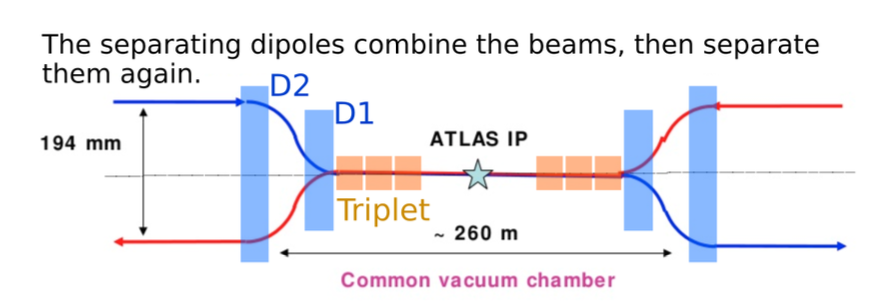 The separating dipoles combine the beams, then separate
them again.
D2
D1
194 mm
ATLAS IP
Triplet
~ 260 m
Common vacuum chamber